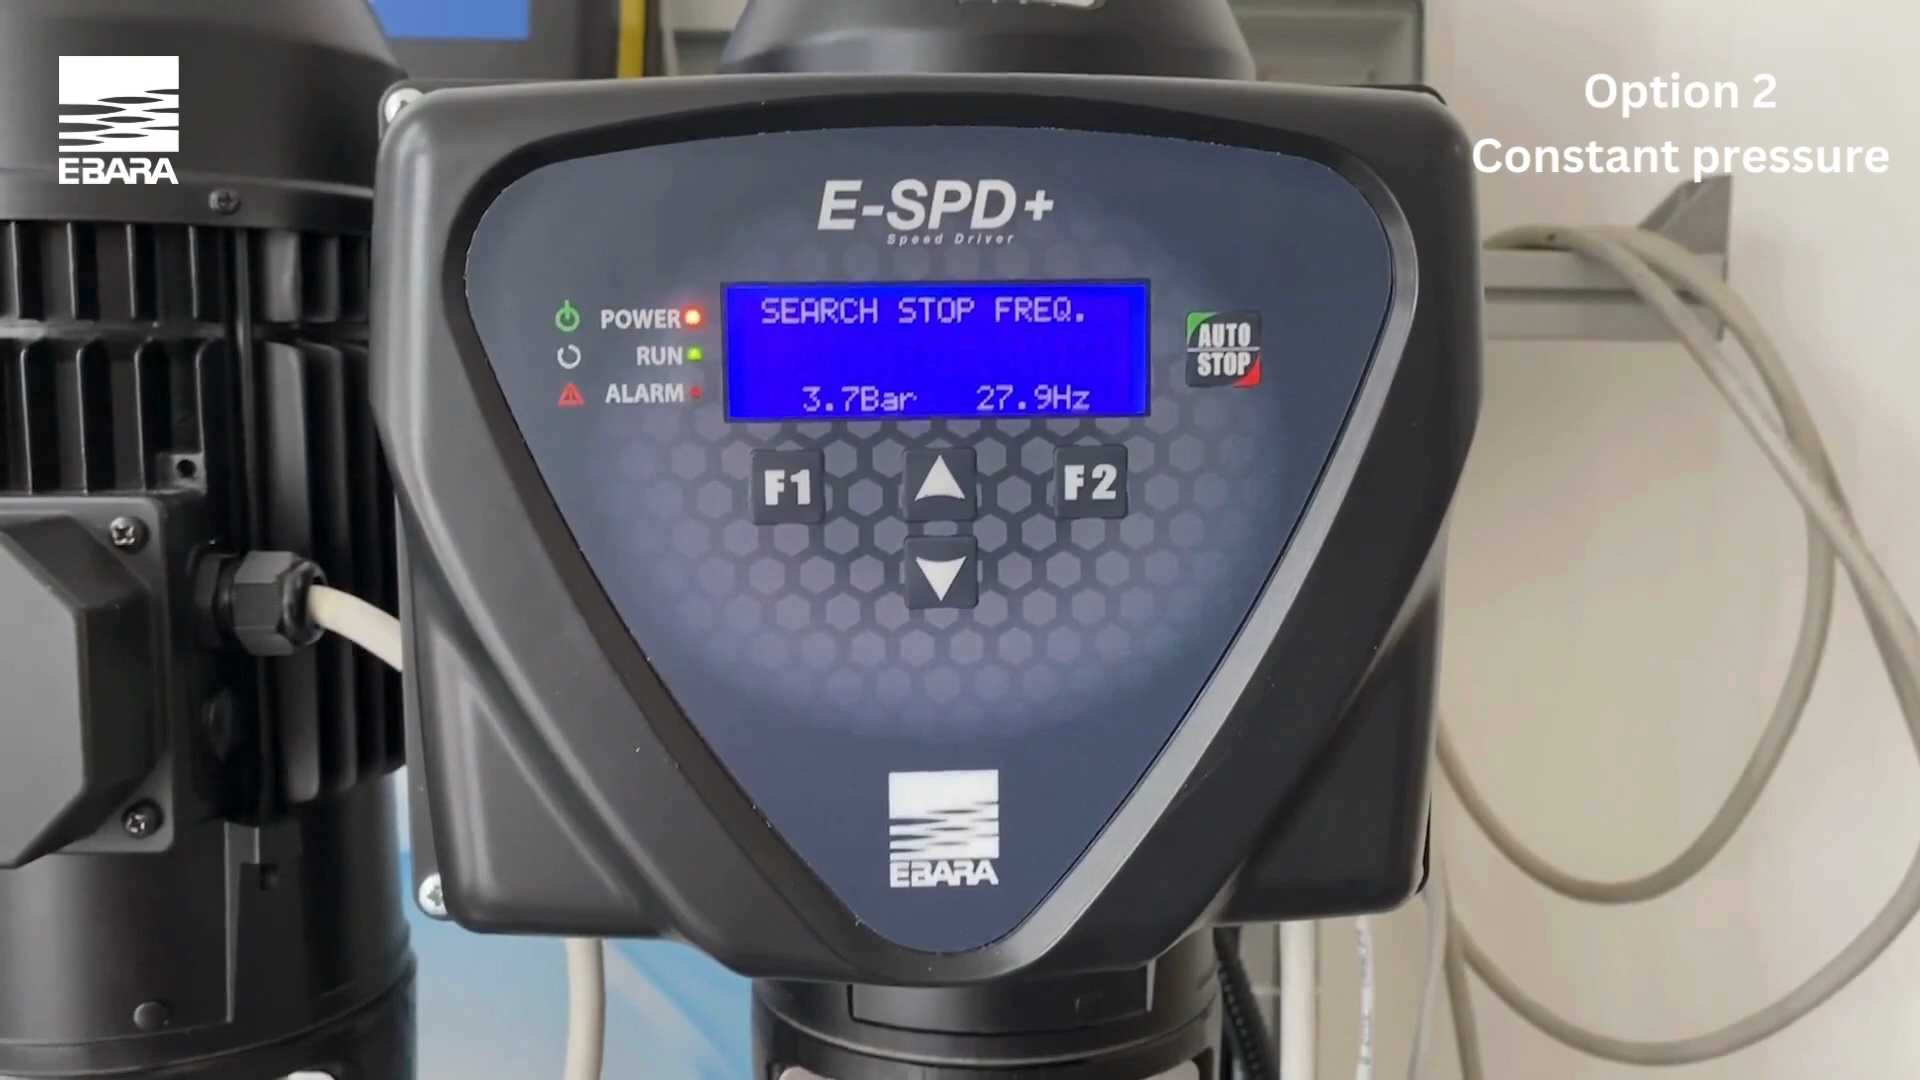 EBARA
Option 2
Constant pressure
E-SPD+
Speed Driver
POWER
RUN
ALARM
SEARCH STOP FREQ.
3.7Bar 27.9Hz
AUTO
STOP
F1
F2
EBARA